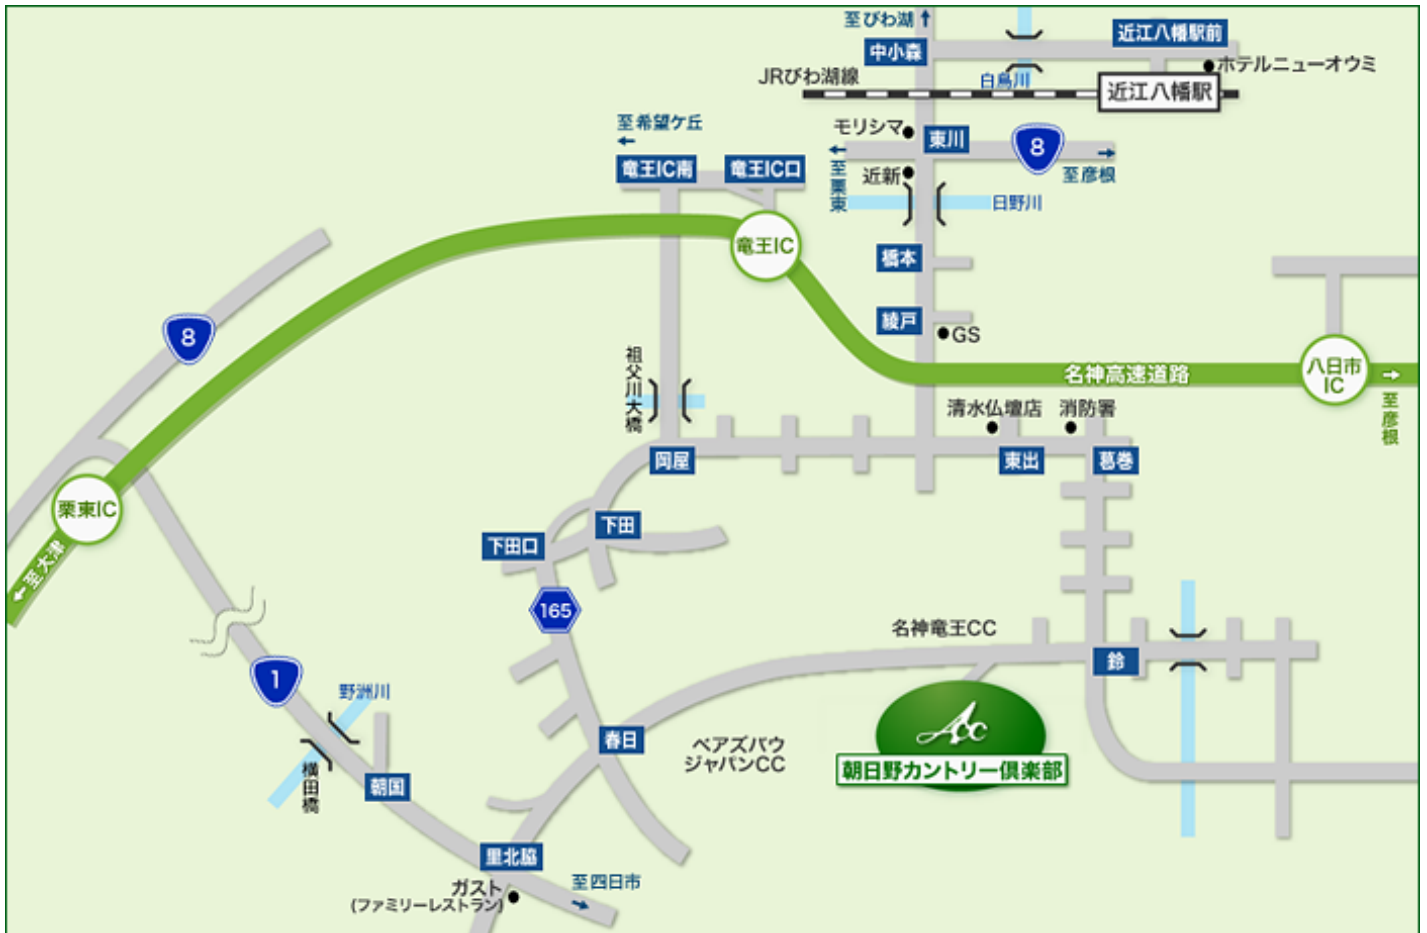 至びわ湖
中小森
近江八幡駅前
ホテルニューオウミ
JRびわ湖線
白鳥川
近江八幡駅
至希望ケ丘
モリシマ
東川
8
竜王IC南
竜王IC口
至栗東
近新
至彦根
日野川
竜王IC
橋本
綾戸
GS
8
祖父川大橋
名神高速道路
八日市
IC
至彦根
清水仏壇店
消防署
岡屋
東出
葛巻
栗東IC
下田
下田口
至大津
165
名神竜王CC
鈴
1
野洲川
横田橋
朝国
春日
ベアズパウ
ジャパンCC
Acc
朝日野カントリー倶楽部
里北脇
ガスト
(ファミリーレストラン)
至四日市